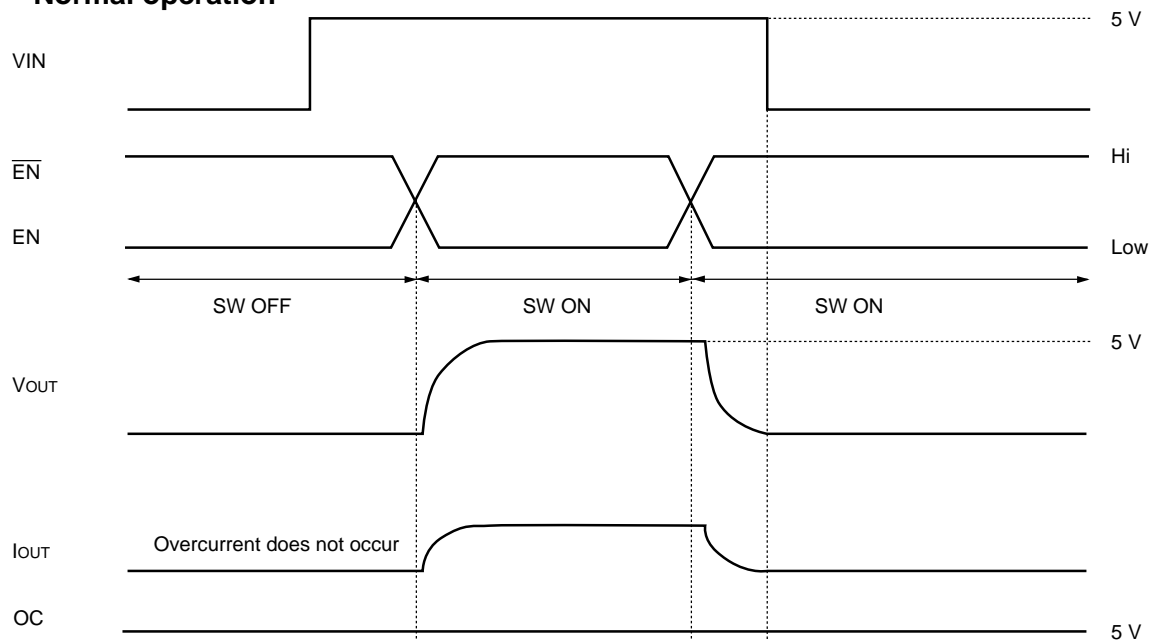 Normal operation
5 V
VIN
EN
Hi
EN
Low
SW OFF
SW ON
SW ON
5 V
VOUT
IOUT
Overcurrent does not occur
OC
5 V